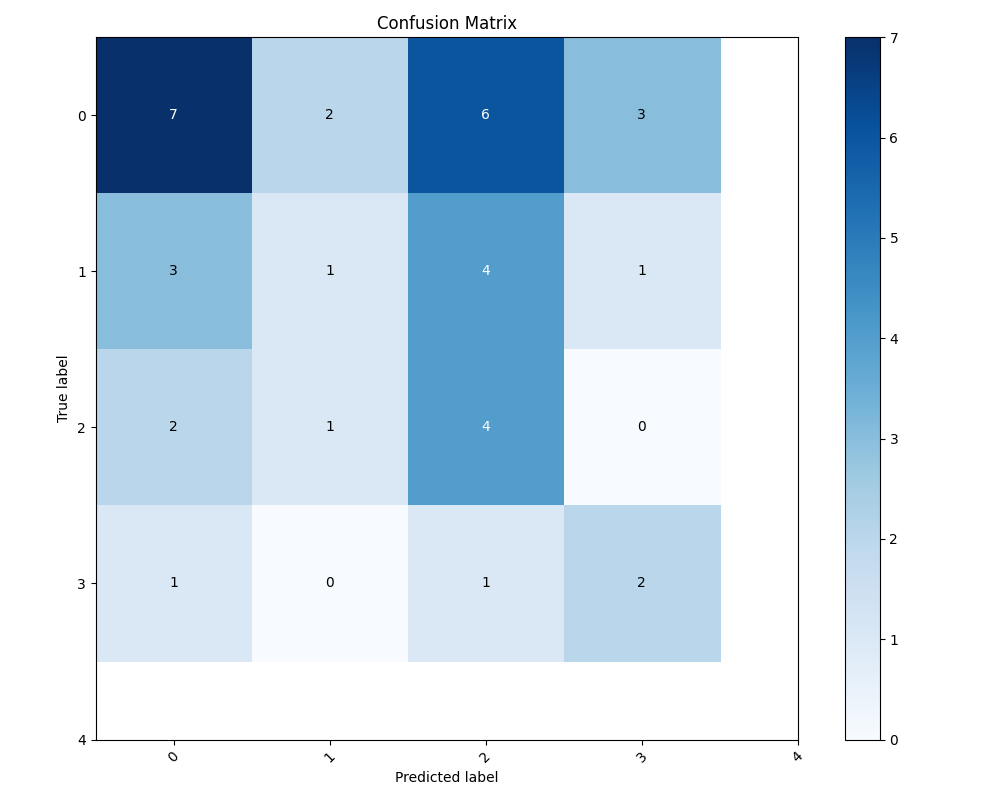 Confusion Matrix
0 7 2 6 3
1 3 1 4 1
2 2 1 4 0
3 1 0 1 2
4
0 1 2 3 4
True label
Predicted label
7
6
5
4
3
2
1
0